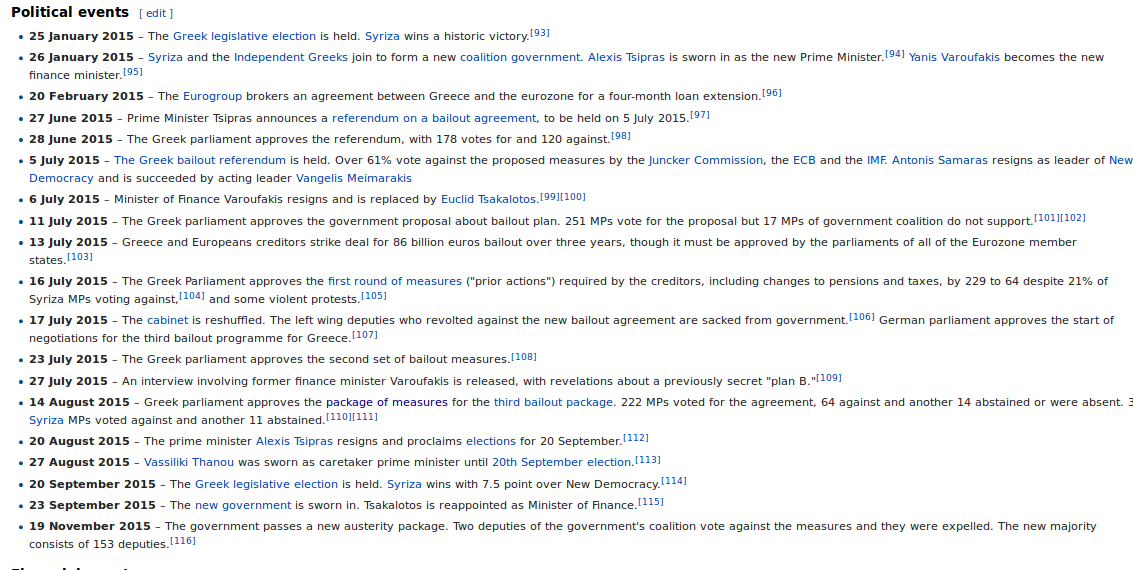 Political events [ edit ]
• 25 January 2015 – The Greek legislative election is held. Syriza wins a historic victory.[93]
• 26 January 2015 – Syriza and the Independent Greeks join to form a new coalition government. Alexis Tsipras is sworn in as the new Prime Minister.[94] Yanis Varoufakis becomes the new
finance minister.[95]
• 20 February 2015 – The Eurogroup brokers an agreement between Greece and the eurozone for a four-month loan extension.[96]
• 27 June 2015 – Prime Minister Tsipras announces a referendum on a bailout agreement, to be held on 5 July 2015.[97]
• 28 June 2015 – The Greek parliament approves the referendum, with 178 votes for and 120 against.[98]
• 5 July 2015 – The Greek bailout referendum is held. Over 61% vote against the proposed measures by the Juncker Commission, the ECB and the IMF. Antonis Samaras resigns as leader of New
Democracy and is succeeded by acting leader Vangelis Meimarakis
• 6 July 2015 – Minister of Finance Varoufakis resigns and is replaced by Euclid Tsakalotos.[99][100]
• 11 July 2015 – The Greek parliament approves the government proposal about bailout plan. 251 MPs vote for the proposal but 17 MPs of government coalition do not support.[101][102]
• 13 July 2015 – Greece and Europeans creditors strike deal for 86 billion euros bailout over three years, though it must be approved by the parliaments of all of the Eurozone member
states.[103]
• 16 July 2015 – The Greek Parliament approves the first round of measures ("prior actions") required by the creditors, including changes to pensions and taxes, by 229 to 64 despite 21% of
Syriza MPs voting against,[104] and some violent protests.[105]
• 17 July 2015 – The cabinet is reshuffled. The left wing deputies who revolted against the new bailout agreement are sacked from government.[106] German parliament approves the start of
negotiations for the third bailout programme for Greece.[107]
• 23 July 2015 – The Greek parliament approves the second set of bailout measures.[108]
• 27 July 2015 – An interview involving former finance minister Varoufakis is released, with revelations about a previously secret "plan B."[109]
• 14 August 2015 – Greek parliament approves the package of measures for the third bailout package. 222 MPs voted for the agreement, 64 against and another 14 abstained or were absent.
Syriza MPs voted against and another 11 abstained.[110][111]
• 20 August 2015 – The prime minister Alexis Tsipras resigns and proclaims elections for 20 September.[112]
• 27 August 2015 – Vassiliki Thanou was sworn as caretaker prime minister until 20th September election.[113]
• 20 September 2015 – The Greek legislative election is held. Syriza wins with 7.5 point over New Democracy.[114]
• 23 September 2015 – The new government is sworn in. Tsakalotos is reappointed as Minister of Finance.[115]
• 19 November 2015 – The government passes a new austerity package. Two deputies of the government's coalition vote against the measures and they were expelled. The new majority
consists of 153 deputies.[116]